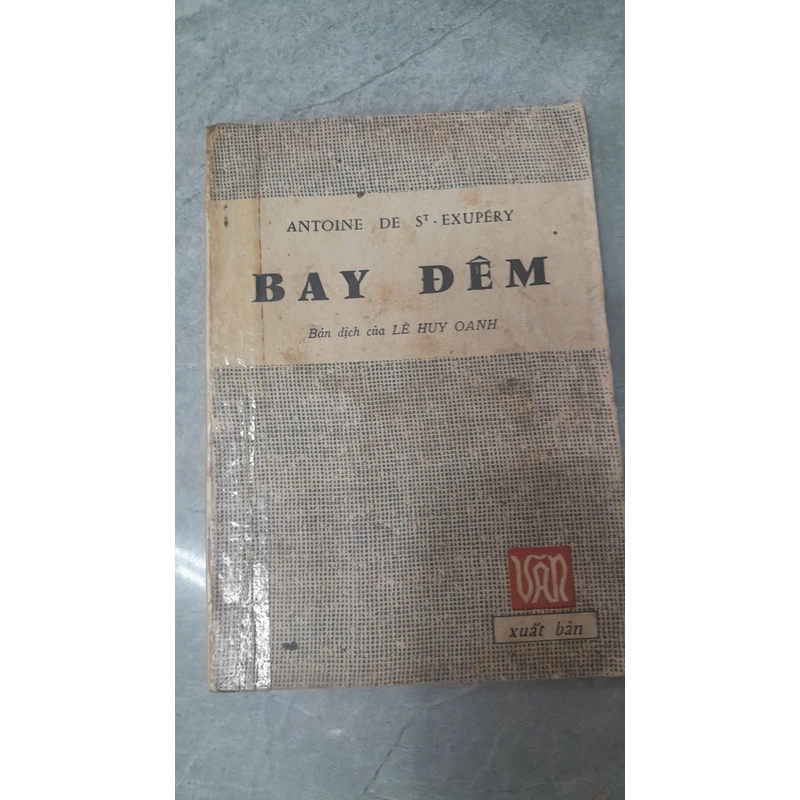 ANTOINE DE Sᵀ - EXUPÉRY
BAY ĐÊM
Bản dịch của LÊ HUY OANH
VĂN
xuất bản